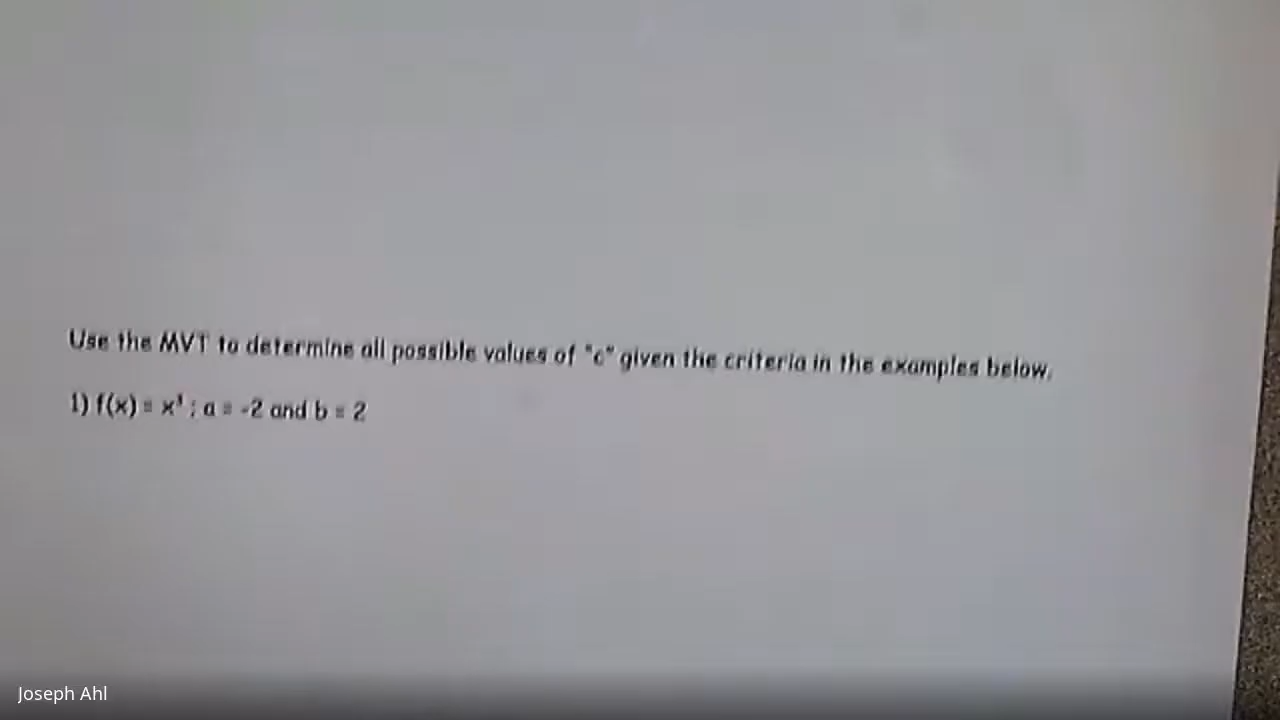 Use the MVT to determine all possible values of "c" given the criteria in the examples below.
1) f(x) = x³ ; a = -2 and b = 2
Joseph Ahl